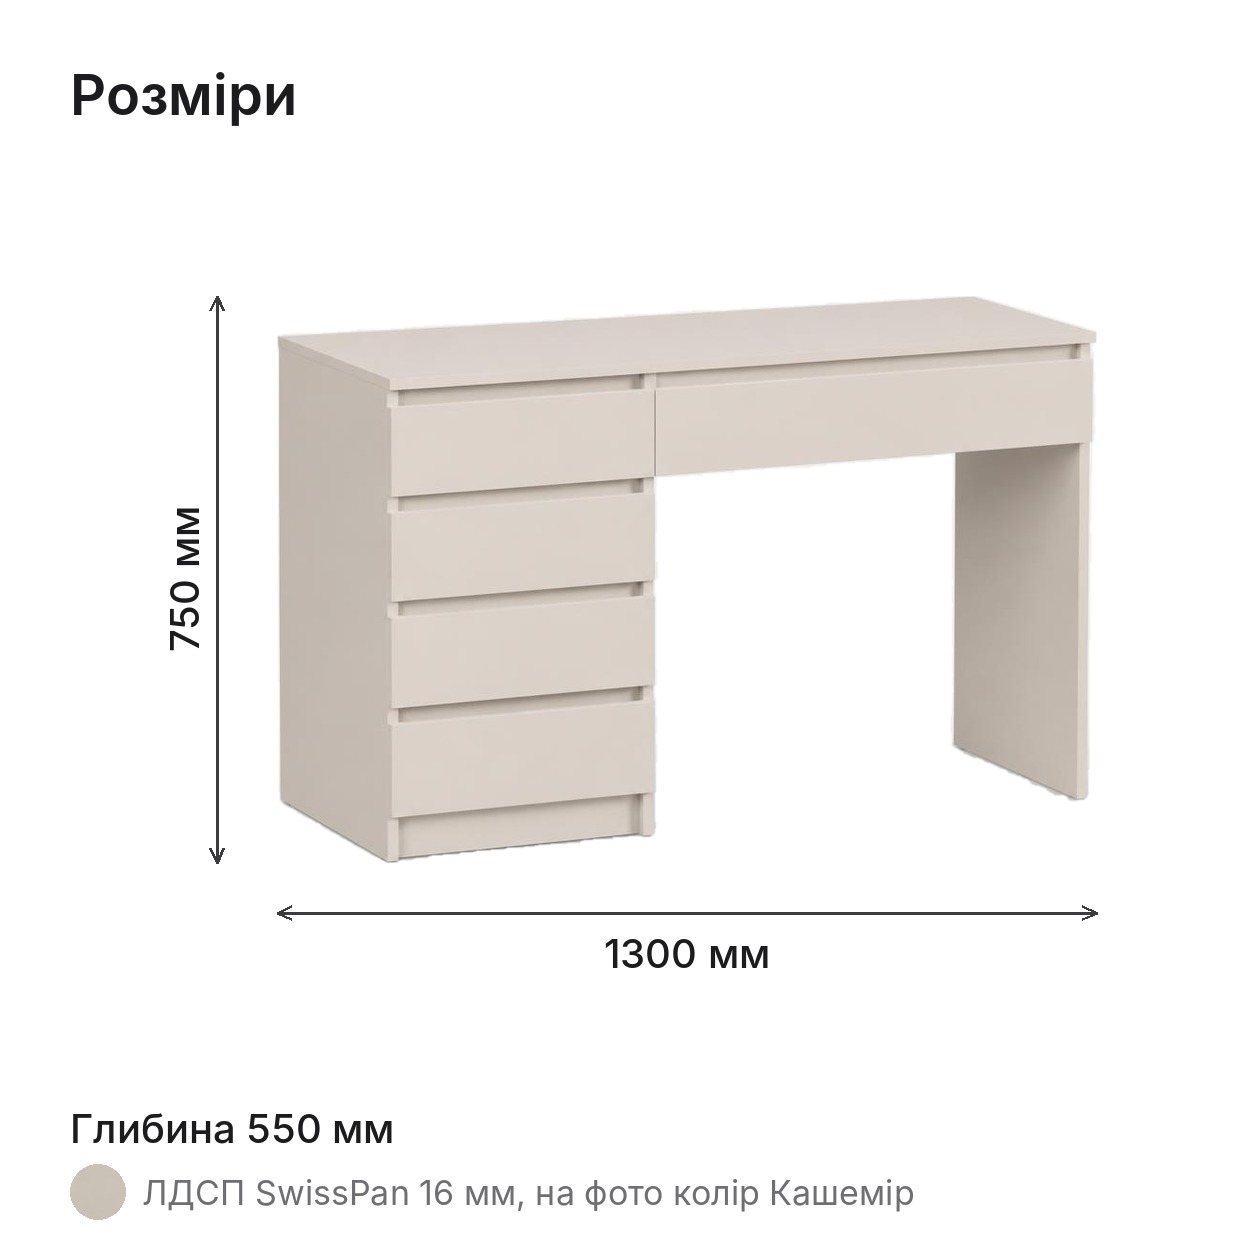 Розміри
750 мм
1300 мм
Глибина 550 мм
ЛДСП SwissPan 16 мм, на фото колір Кашемір